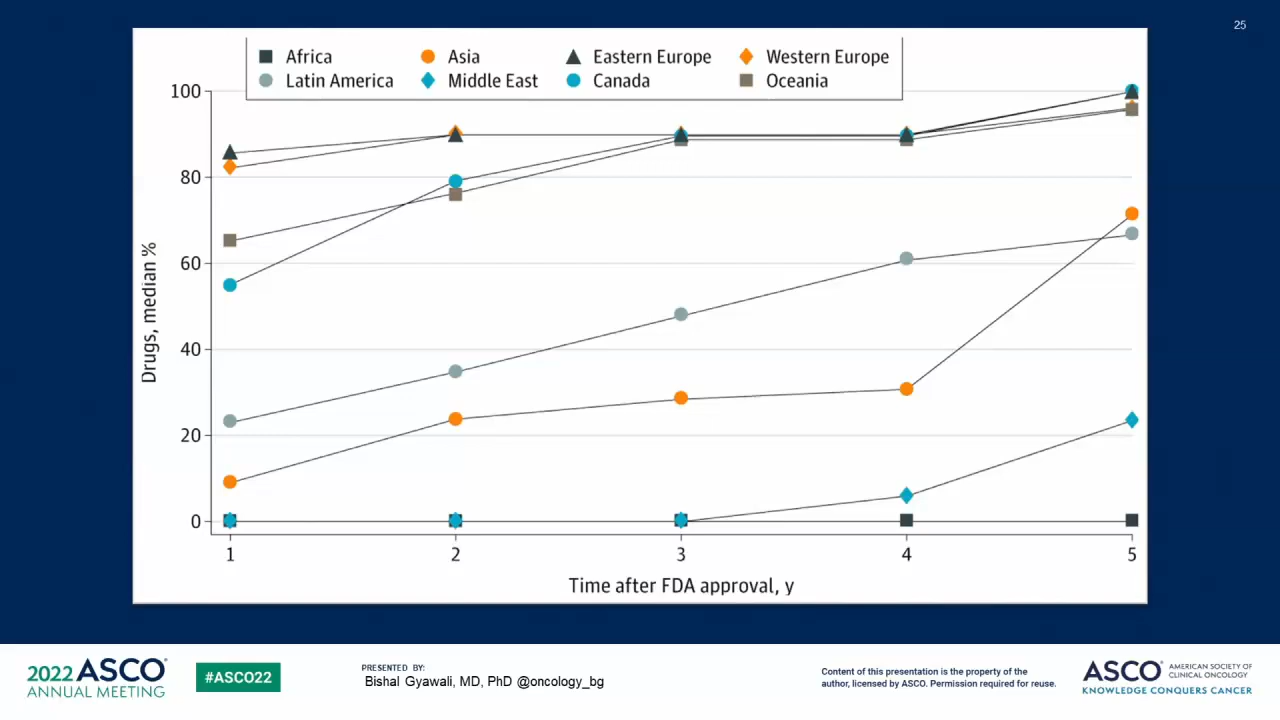 25
Africa Asia Eastern Europe Western Europe
Latin America Middle East Canada Oceania
100
80
60
40
20
0
Drugs, median %
1 2 3 4 5
Time after FDA approval, y
2022 ASCO®
ANNUAL MEETING
#ASCO22
PRESENTED BY:
Bishal Gyawali, MD, PhD @oncology_bg
Content of this presentation is the property of the
author, licensed by ASCO. Permission required for reuse.
ASCO® AMERICAN SOCIETY OF
CLINICAL ONCOLOGY
KNOWLEDGE CONQUERS CANCER